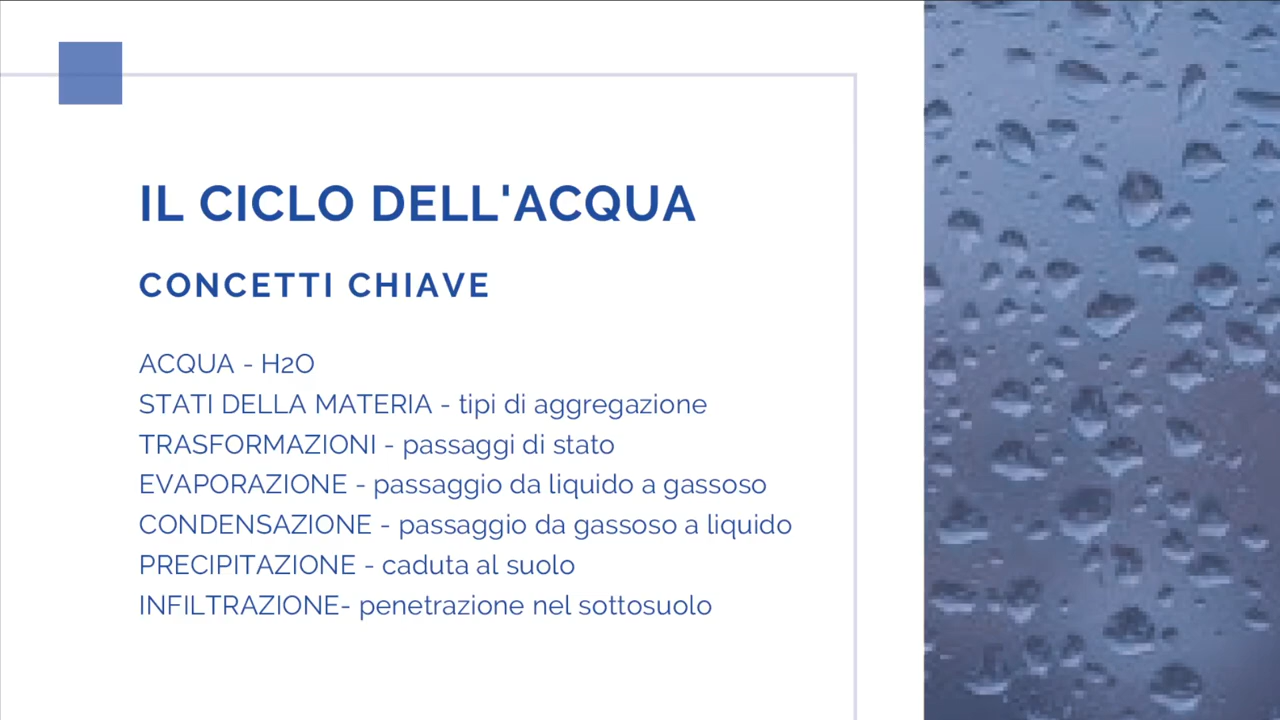 IL CICLO DELL'ACQUA
CONCETTI CHIAVE
ACQUA - H2O
STATI DELLA MATERIA - tipi di aggregazione
TRASFORMAZIONI - passaggi di stato
EVAPORAZIONE - passaggio da liquido a gassoso
CONDENSAZIONE - passaggio da gassoso a liquido
PRECIPITAZIONE - caduta al suolo
INFILTRAZIONE- penetrazione nel sottosuolo